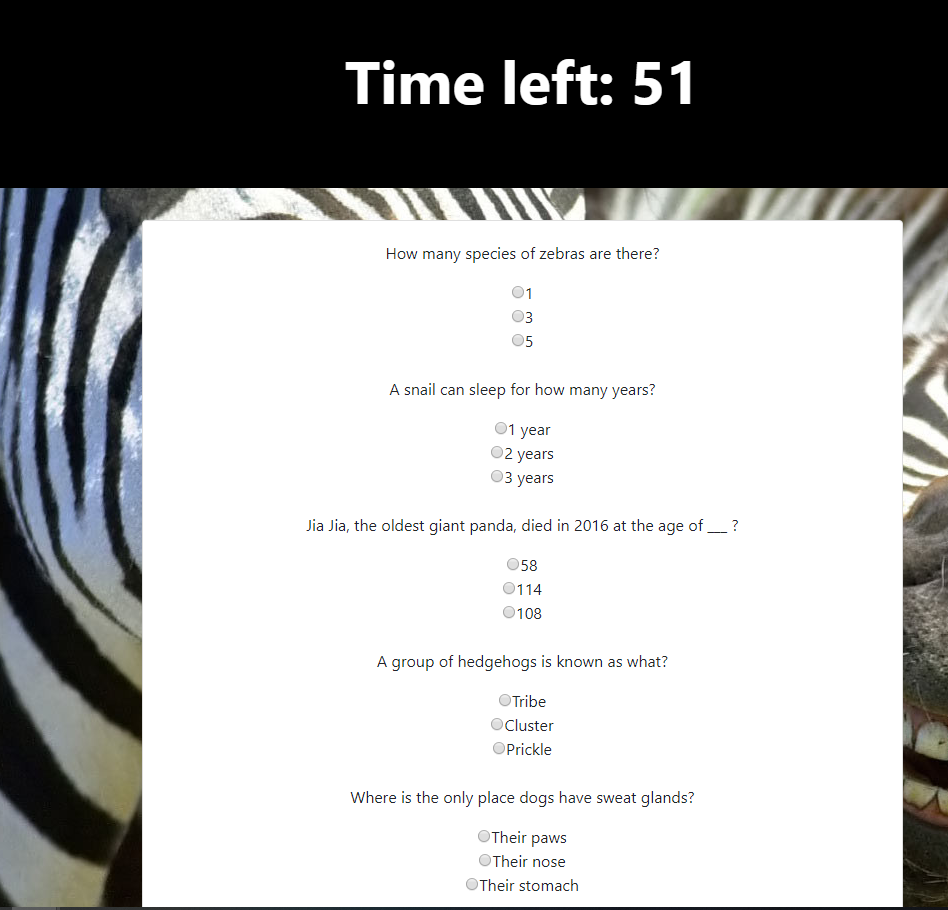 Time left: 51
How many species of zebras are there?
1
3
5
A snail can sleep for how many years?
1 year
2 years
3 years
Jia Jia, the oldest giant panda, died in 2016 at the age of ___ ?
58
114
108
A group of hedgehogs is known as what?
Tribe
Cluster
Prickle
Where is the only place dogs have sweat glands?
Their paws
Their nose
Their stomach